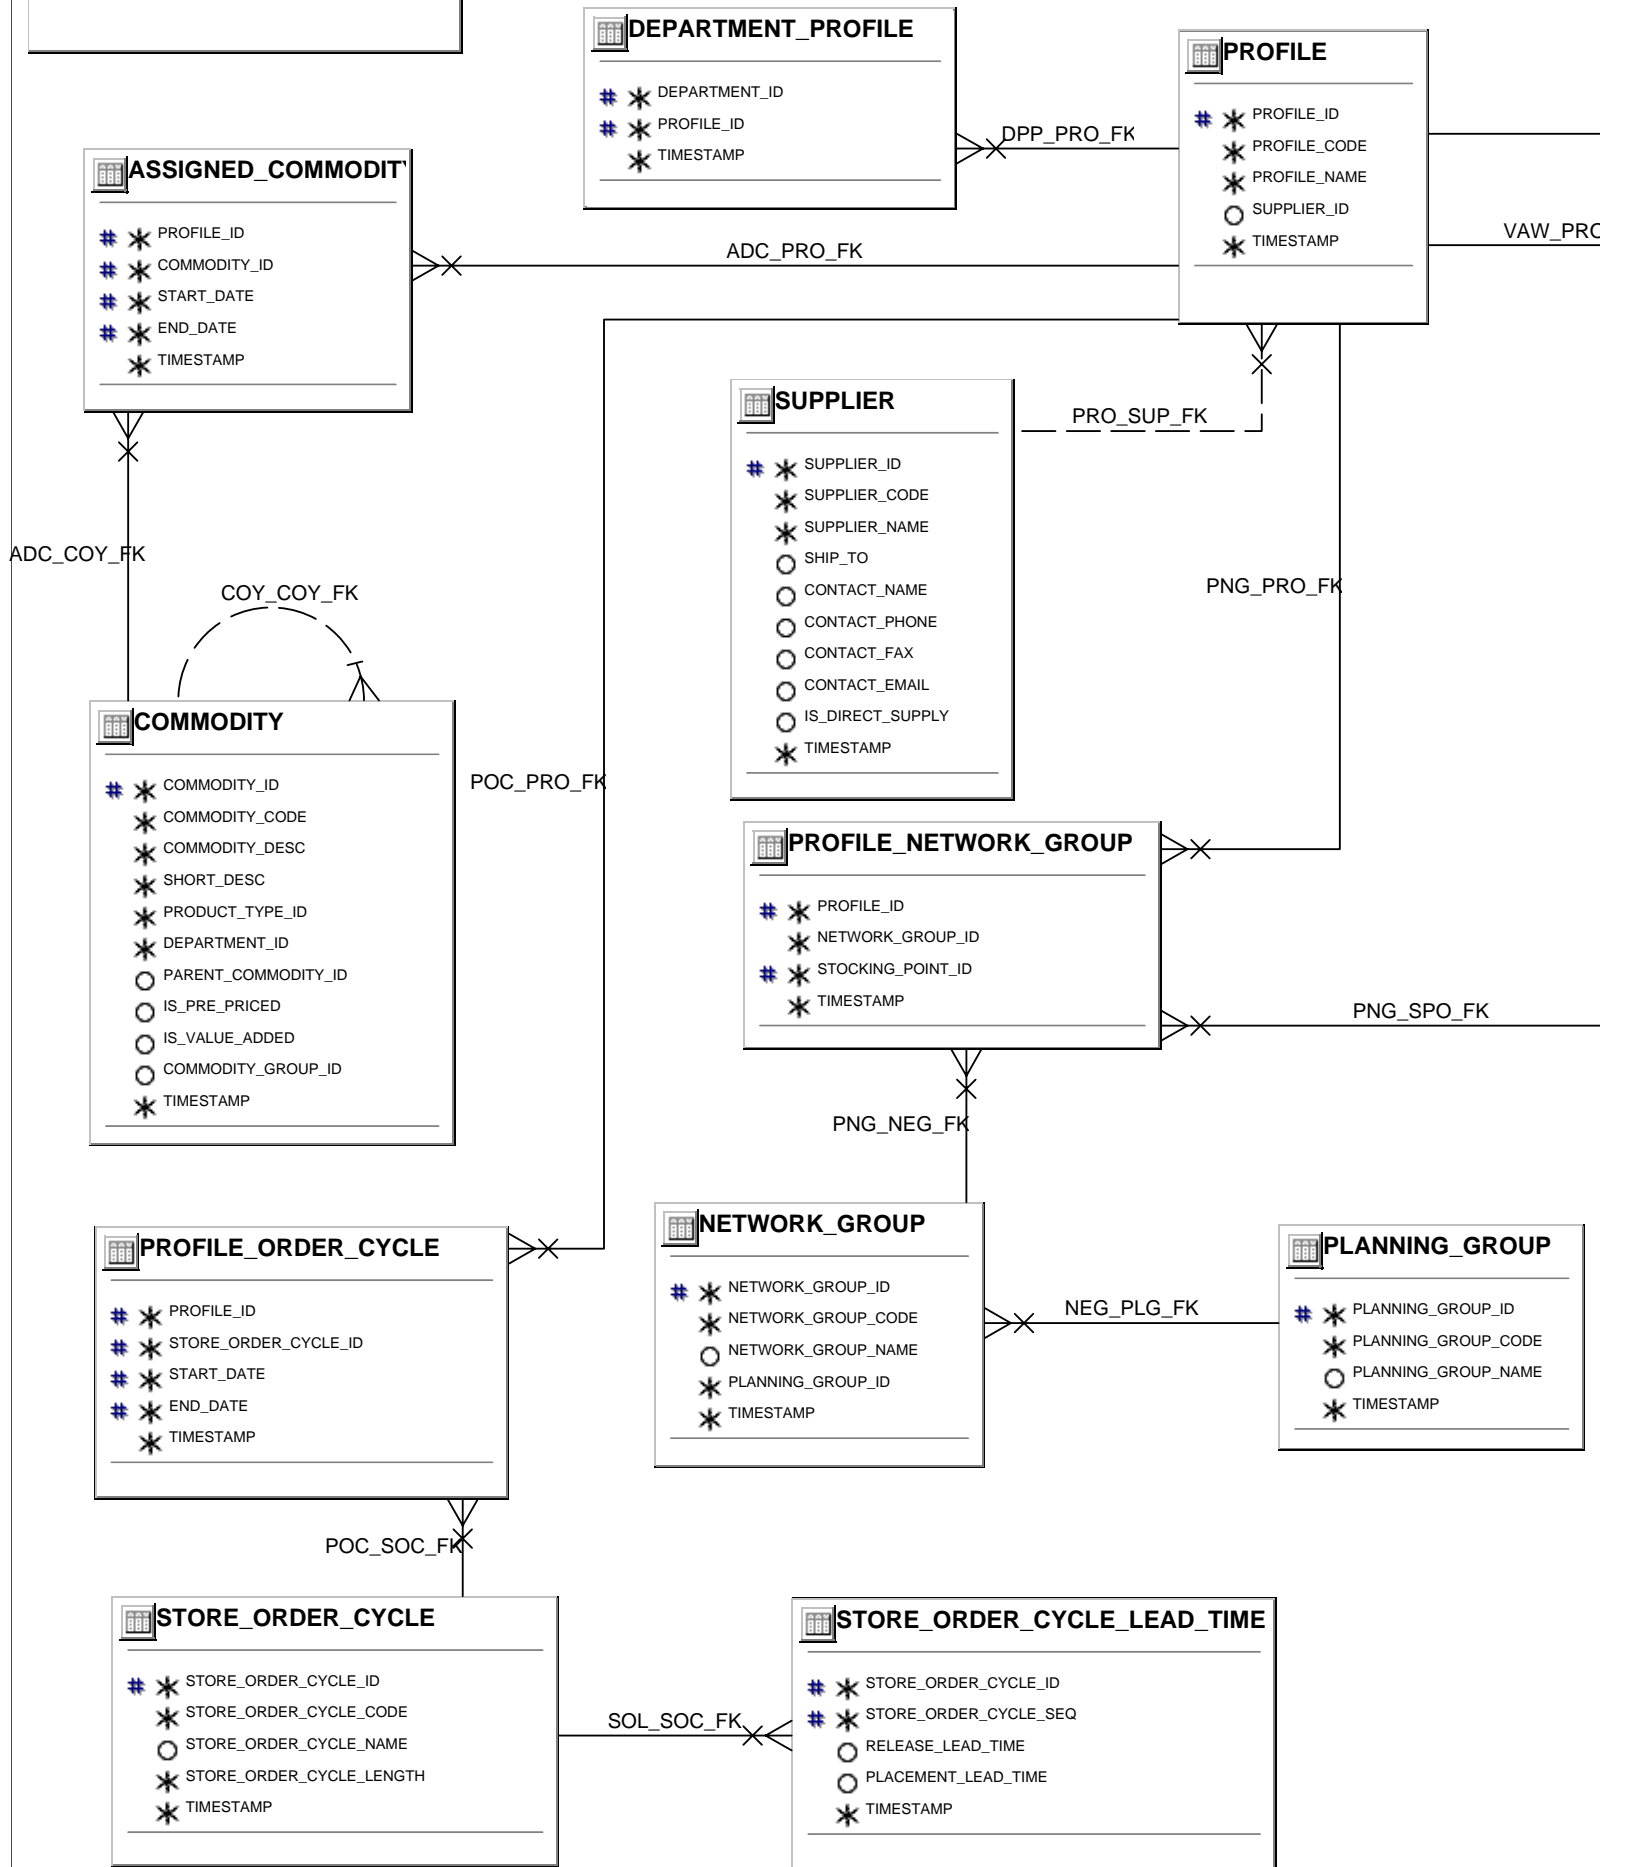 DEPARTMENT_PROFILE
# DEPARTMENT_ID
# PROFILE_ID
TIMESTAMP
DPP_PRO_FK
PROFILE
# PROFILE_ID
PROFILE_CODE
PROFILE_NAME
SUPPLIER_ID
TIMESTAMP
VAW_PRO
ASSIGNED_COMMODIT
# PROFILE_ID
# COMMODITY_ID
# START_DATE
# END_DATE
TIMESTAMP
ADC_PRO_FK
SUPPLIER
# SUPPLIER_ID
SUPPLIER_CODE
SUPPLIER_NAME
SHIP_TO
CONTACT_NAME
CONTACT_PHONE
CONTACT_FAX
CONTACT_EMAIL
IS_DIRECT_SUPPLY
TIMESTAMP
PRO_SUP_FK
ADC_COY_FK
COY_COY_FK
PNG_PRO_FK
COMMODITY
# COMMODITY_ID
COMMODITY_CODE
COMMODITY_DESC
SHORT_DESC
PRODUCT_TYPE_ID
DEPARTMENT_ID
PARENT_COMMODITY_ID
IS_PRE_PRICED
IS_VALUE_ADDED
COMMODITY_GROUP_ID
TIMESTAMP
POC_PRO_FK
PROFILE_NETWORK_GROUP
# PROFILE_ID
NETWORK_GROUP_ID
# STOCKING_POINT_ID
TIMESTAMP
PNG_SPO_FK
PNG_NEG_FK
PROFILE_ORDER_CYCLE
# PROFILE_ID
# STORE_ORDER_CYCLE_ID
# START_DATE
# END_DATE
TIMESTAMP
NETWORK_GROUP
# NETWORK_GROUP_ID
NETWORK_GROUP_CODE
NETWORK_GROUP_NAME
PLANNING_GROUP_ID
TIMESTAMP
NEG_PLG_FK
PLANNING_GROUP
# PLANNING_GROUP_ID
PLANNING_GROUP_CODE
PLANNING_GROUP_NAME
TIMESTAMP
POC_SOC_FK
STORE_ORDER_CYCLE
# STORE_ORDER_CYCLE_ID
STORE_ORDER_CYCLE_CODE
STORE_ORDER_CYCLE_NAME
STORE_ORDER_CYCLE_LENGTH
TIMESTAMP
SOL_SOC_FK
STORE_ORDER_CYCLE_LEAD_TIME
# STORE_ORDER_CYCLE_ID
# STORE_ORDER_CYCLE_SEQ
RELEASE_LEAD_TIME
PLACEMENT_LEAD_TIME
TIMESTAMP